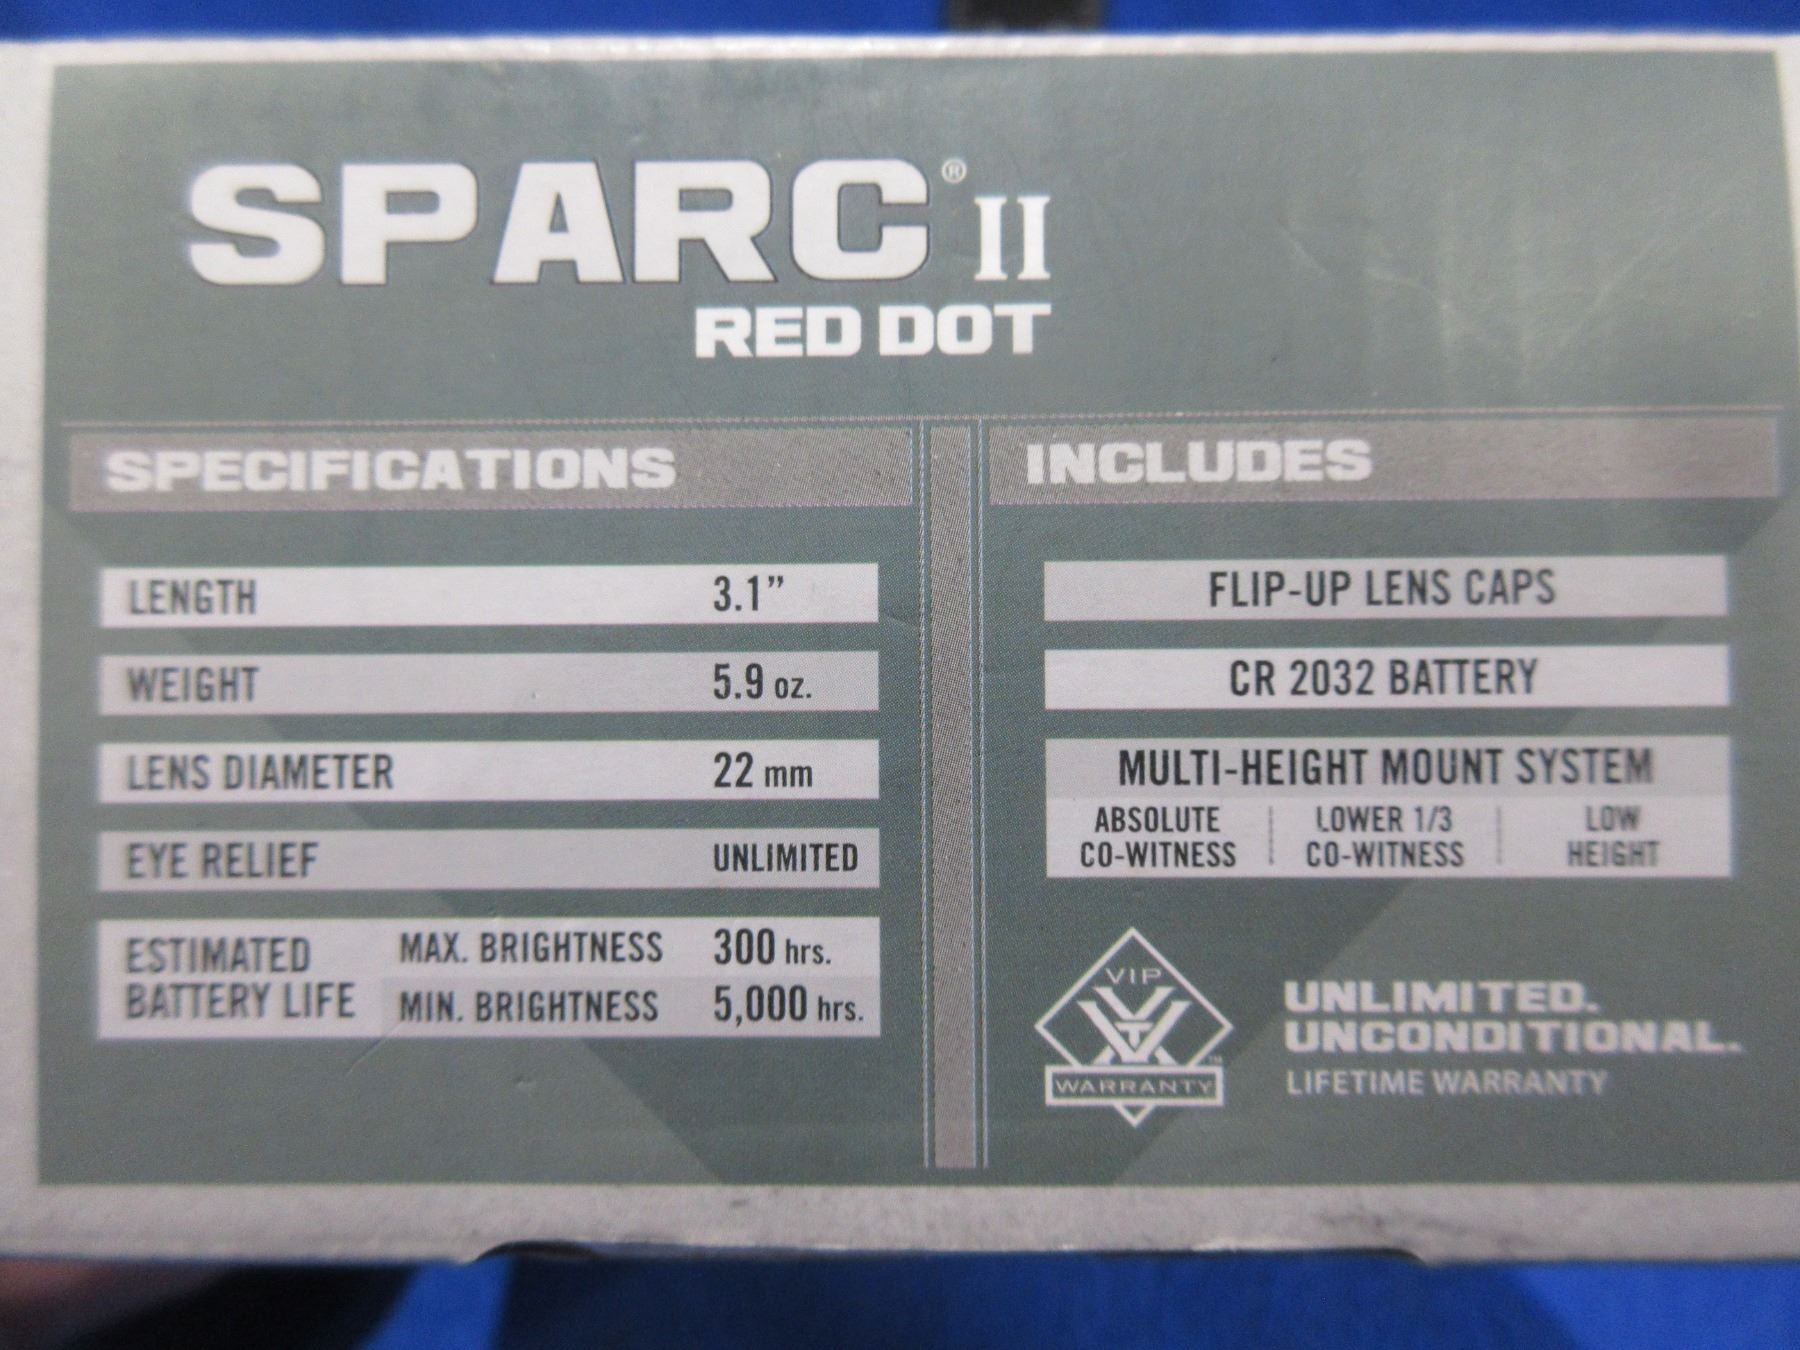 SPARC® II
RED DOT
SPECIFICATIONS
LENGTH 3.1”
WEIGHT 5.9 oz.
LENS DIAMETER 22 mm
EYE RELIEF UNLIMITED
ESTIMATED BATTERY LIFE
MAX. BRIGHTNESS 300 hrs.
MIN. BRIGHTNESS 5,000 hrs.
INCLUDES
FLIP-UP LENS CAPS
CR 2032 BATTERY
MULTI-HEIGHT MOUNT SYSTEM
ABSOLUTE CO-WITNESS
LOWER 1/3 CO-WITNESS
LOW HEIGHT
VIP
VT
WARRANTY
UNLIMITED.
UNCONDITIONAL.
LIFETIME WARRANTY